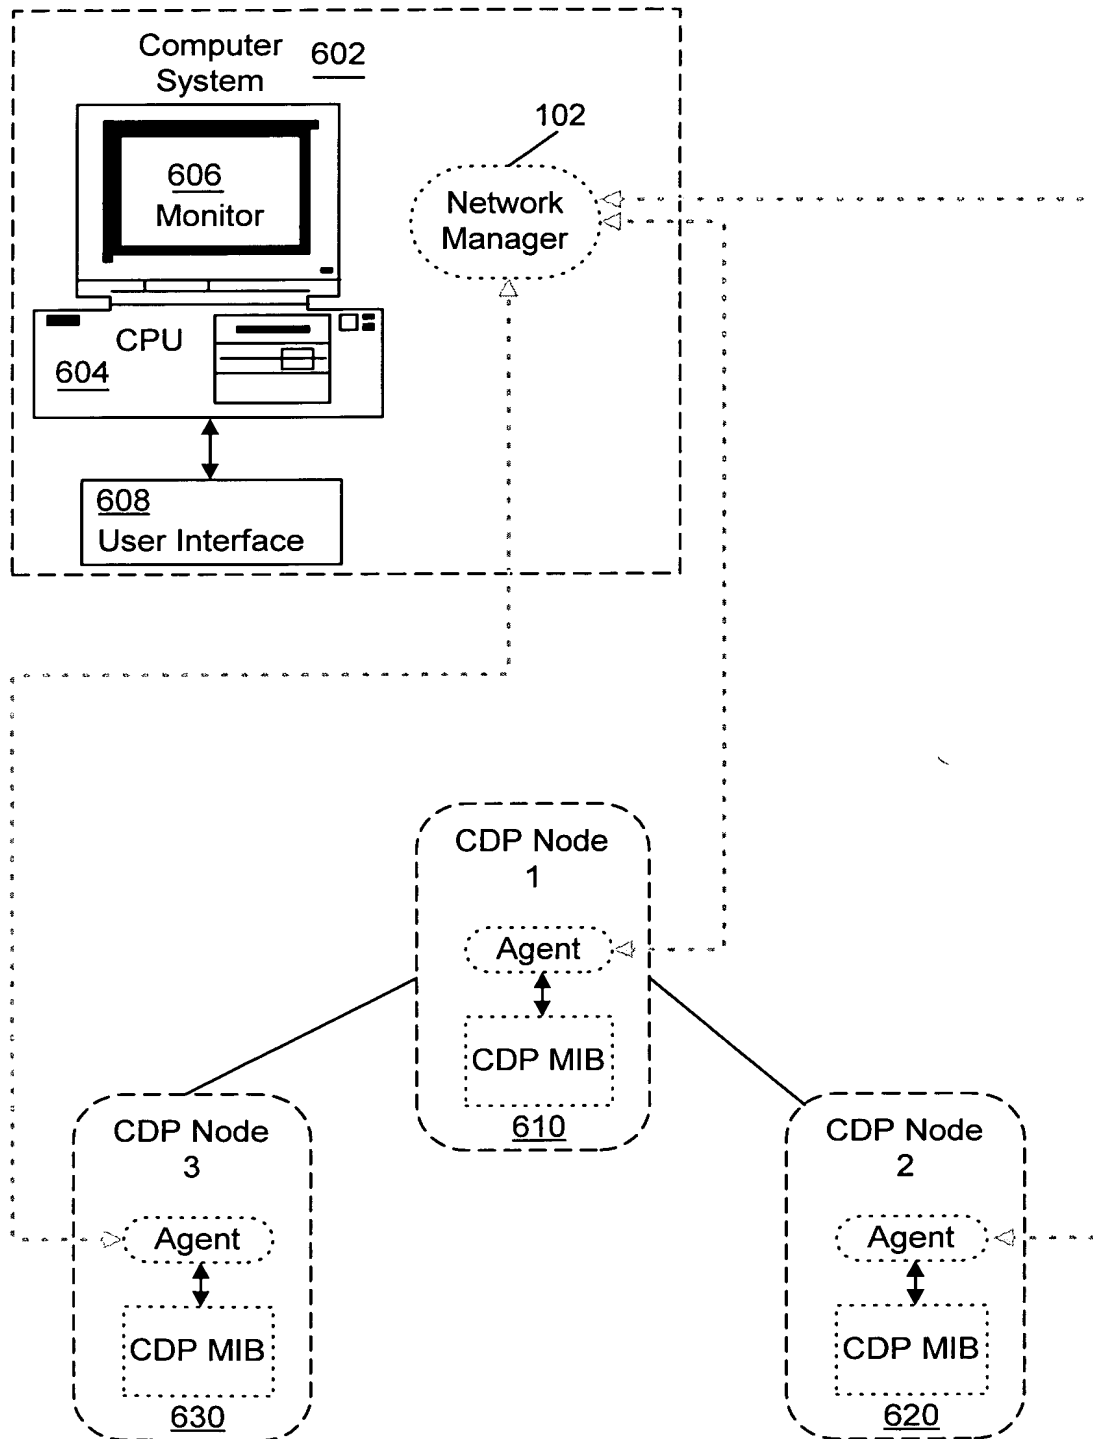 Computer
System
602
102
606
Monitor
Network
Manager
CPU
604
608
User Interface
CDP Node
1
Agent
CDP MIB
610
CDP Node
3
Agent
CDP MIB
630
CDP Node
2
Agent
CDP MIB
620